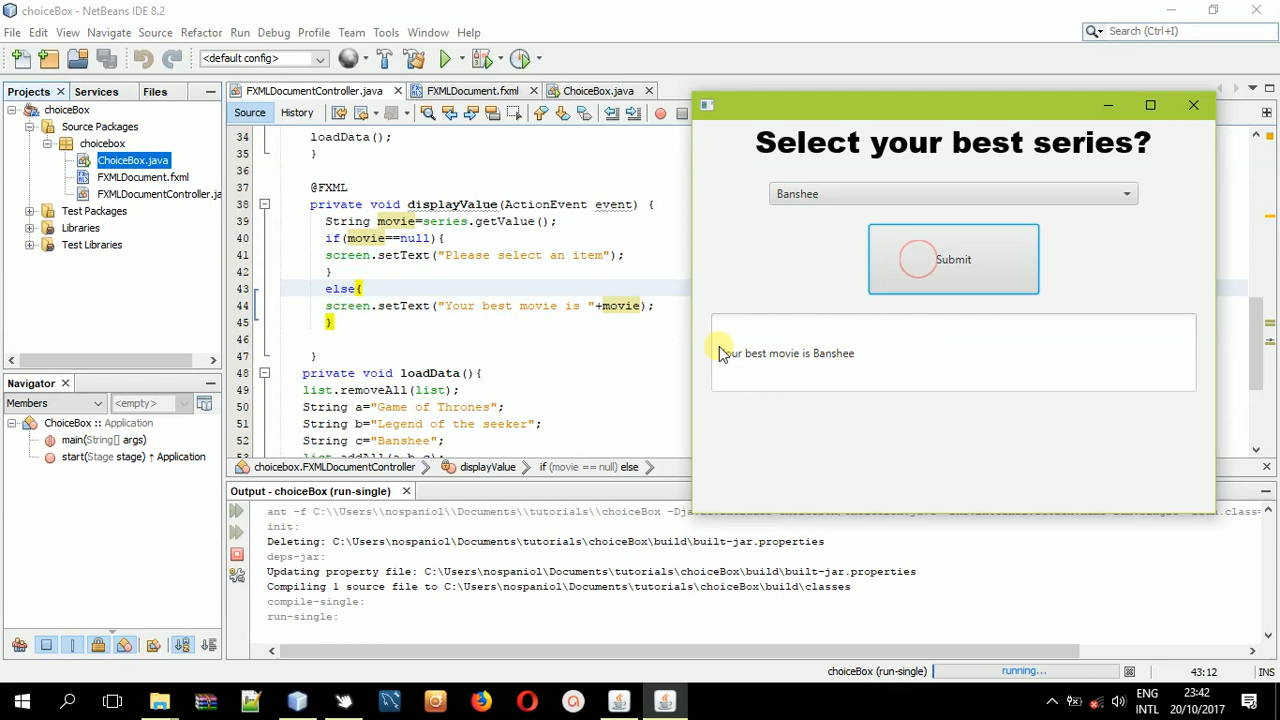 choiceBox - NetBeans IDE 8.2
File Edit View Navigate Source Refactor Run Debug Profile Team Tools Window Help
Search (Ctrl+I)
<default config>
Projects Services Files
FXMLDocumentController.java FXMLDocument.fxml ChoiceBox.java
Source History
choiceBox
Source Packages
choicebox
ChoiceBox.java
FXMLDocument.fxml
FXMLDocumentController.ja
Test Packages
Libraries
Test Libraries
34 loadData();
35 }
36
37 @FXML
38 private void displayValue(ActionEvent event) {
39 String movie=series.getValue();
40 if(movie==null){
41 screen.setText("Please select an item");
42 }
43 else{
44 screen.setText("Your best movie is "+movie);
45 }
46
47 }
48 private void loadData(){
49 list.removeAll(list);
50 String a="Game of Thrones";
51 String b="Legend of the seeker";
52 String c="Banshee";
choicebox.FXMLDocumentController displayValue if (movie == null) else
Select your best series?
Banshee
Submit
best movie is Banshee
Navigator
Members <empty>
ChoiceBox :: Application
main(String[] args)
start(Stage stage) ↑ Application
Output - choiceBox (run-single)
init:
Deleting: C:\Users\nospaniol\Documents\tutorials\choiceBox\build\built-jar.properties
deps-jar:
Updating property file: C:\Users\nospaniol\Documents\tutorials\choiceBox\build\built-jar.properties
Compiling 1 source file to C:\Users\nospaniol\Documents\tutorials\choiceBox\build\classes
compile-single:
run-single:
choiceBox (run-single) running... 43:12 INS
ENG
INTL
23:42
20/10/2017